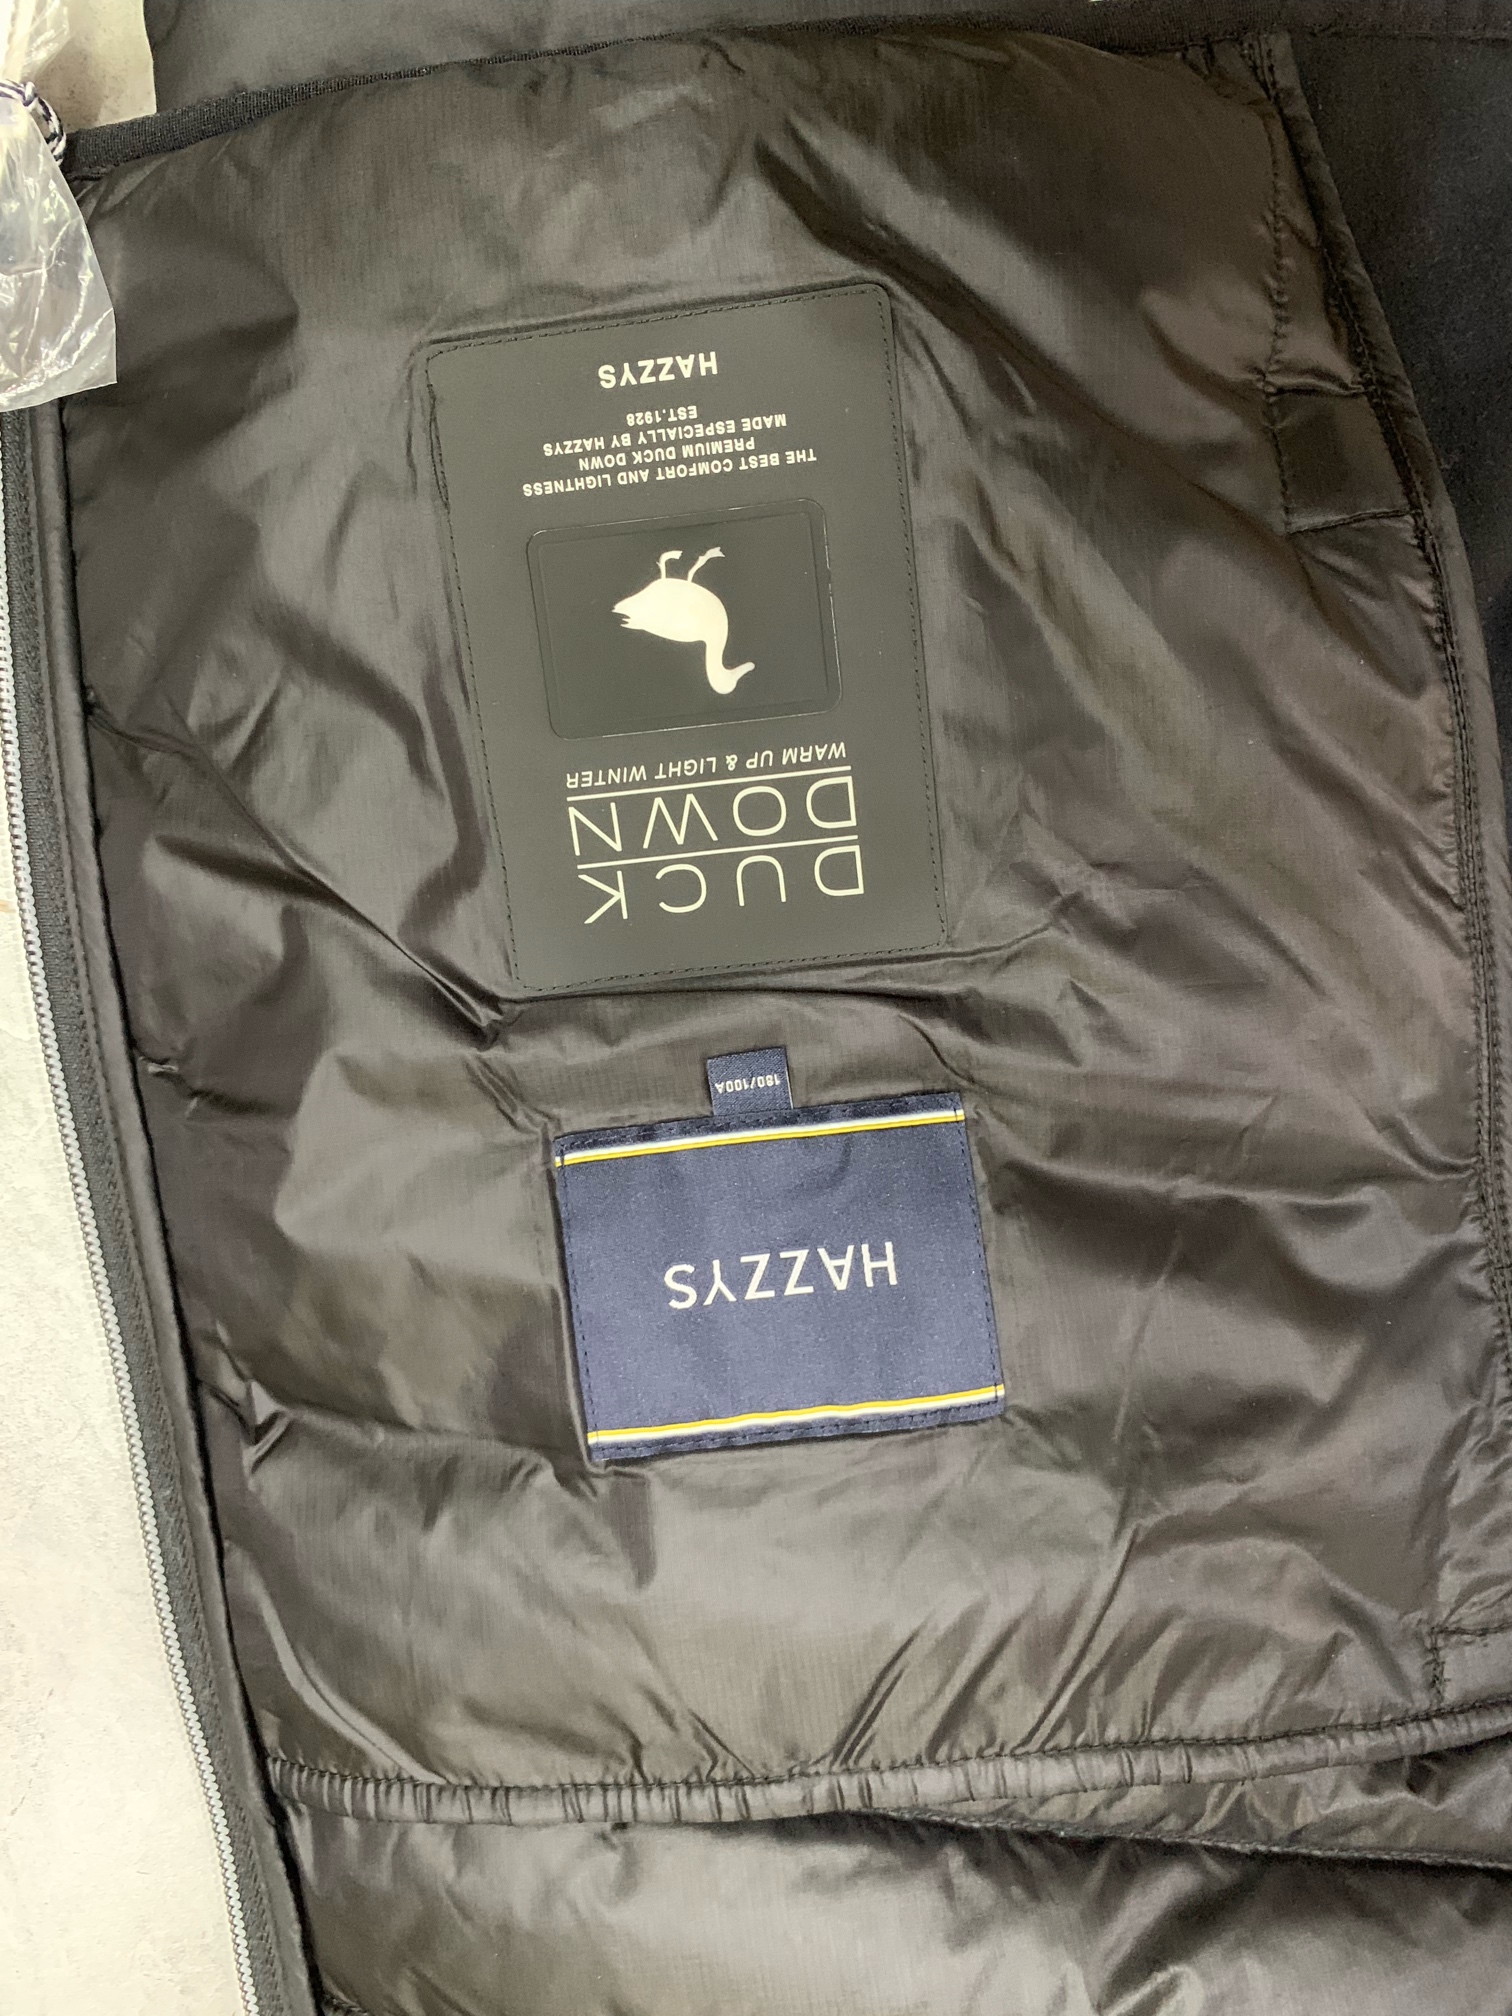 HAZZYS
180/100A
DUCK
DOWN
WARM UP & LIGHT WINTER
THE BEST COMFORT AND LIGHTNESS
PREMIUM DUCK DOWN
MADE ESPECIALLY BY HAZZYS
EST.1928
HAZZYS